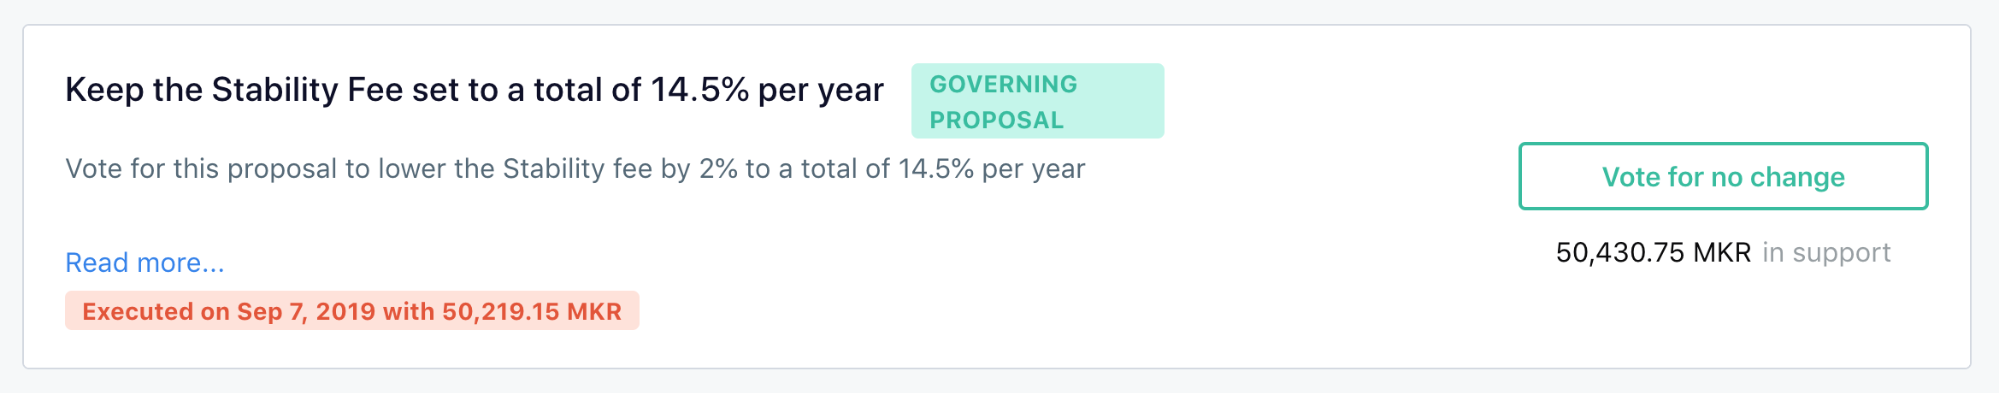 Keep the Stability Fee set to a total of 14.5% per year
GOVERNING
PROPOSAL
Vote for this proposal to lower the Stability fee by 2% to a total of 14.5% per year
Vote for no change
50,430.75 MKR in support
Read more...
Executed on Sep 7, 2019 with 50,219.15 MKR